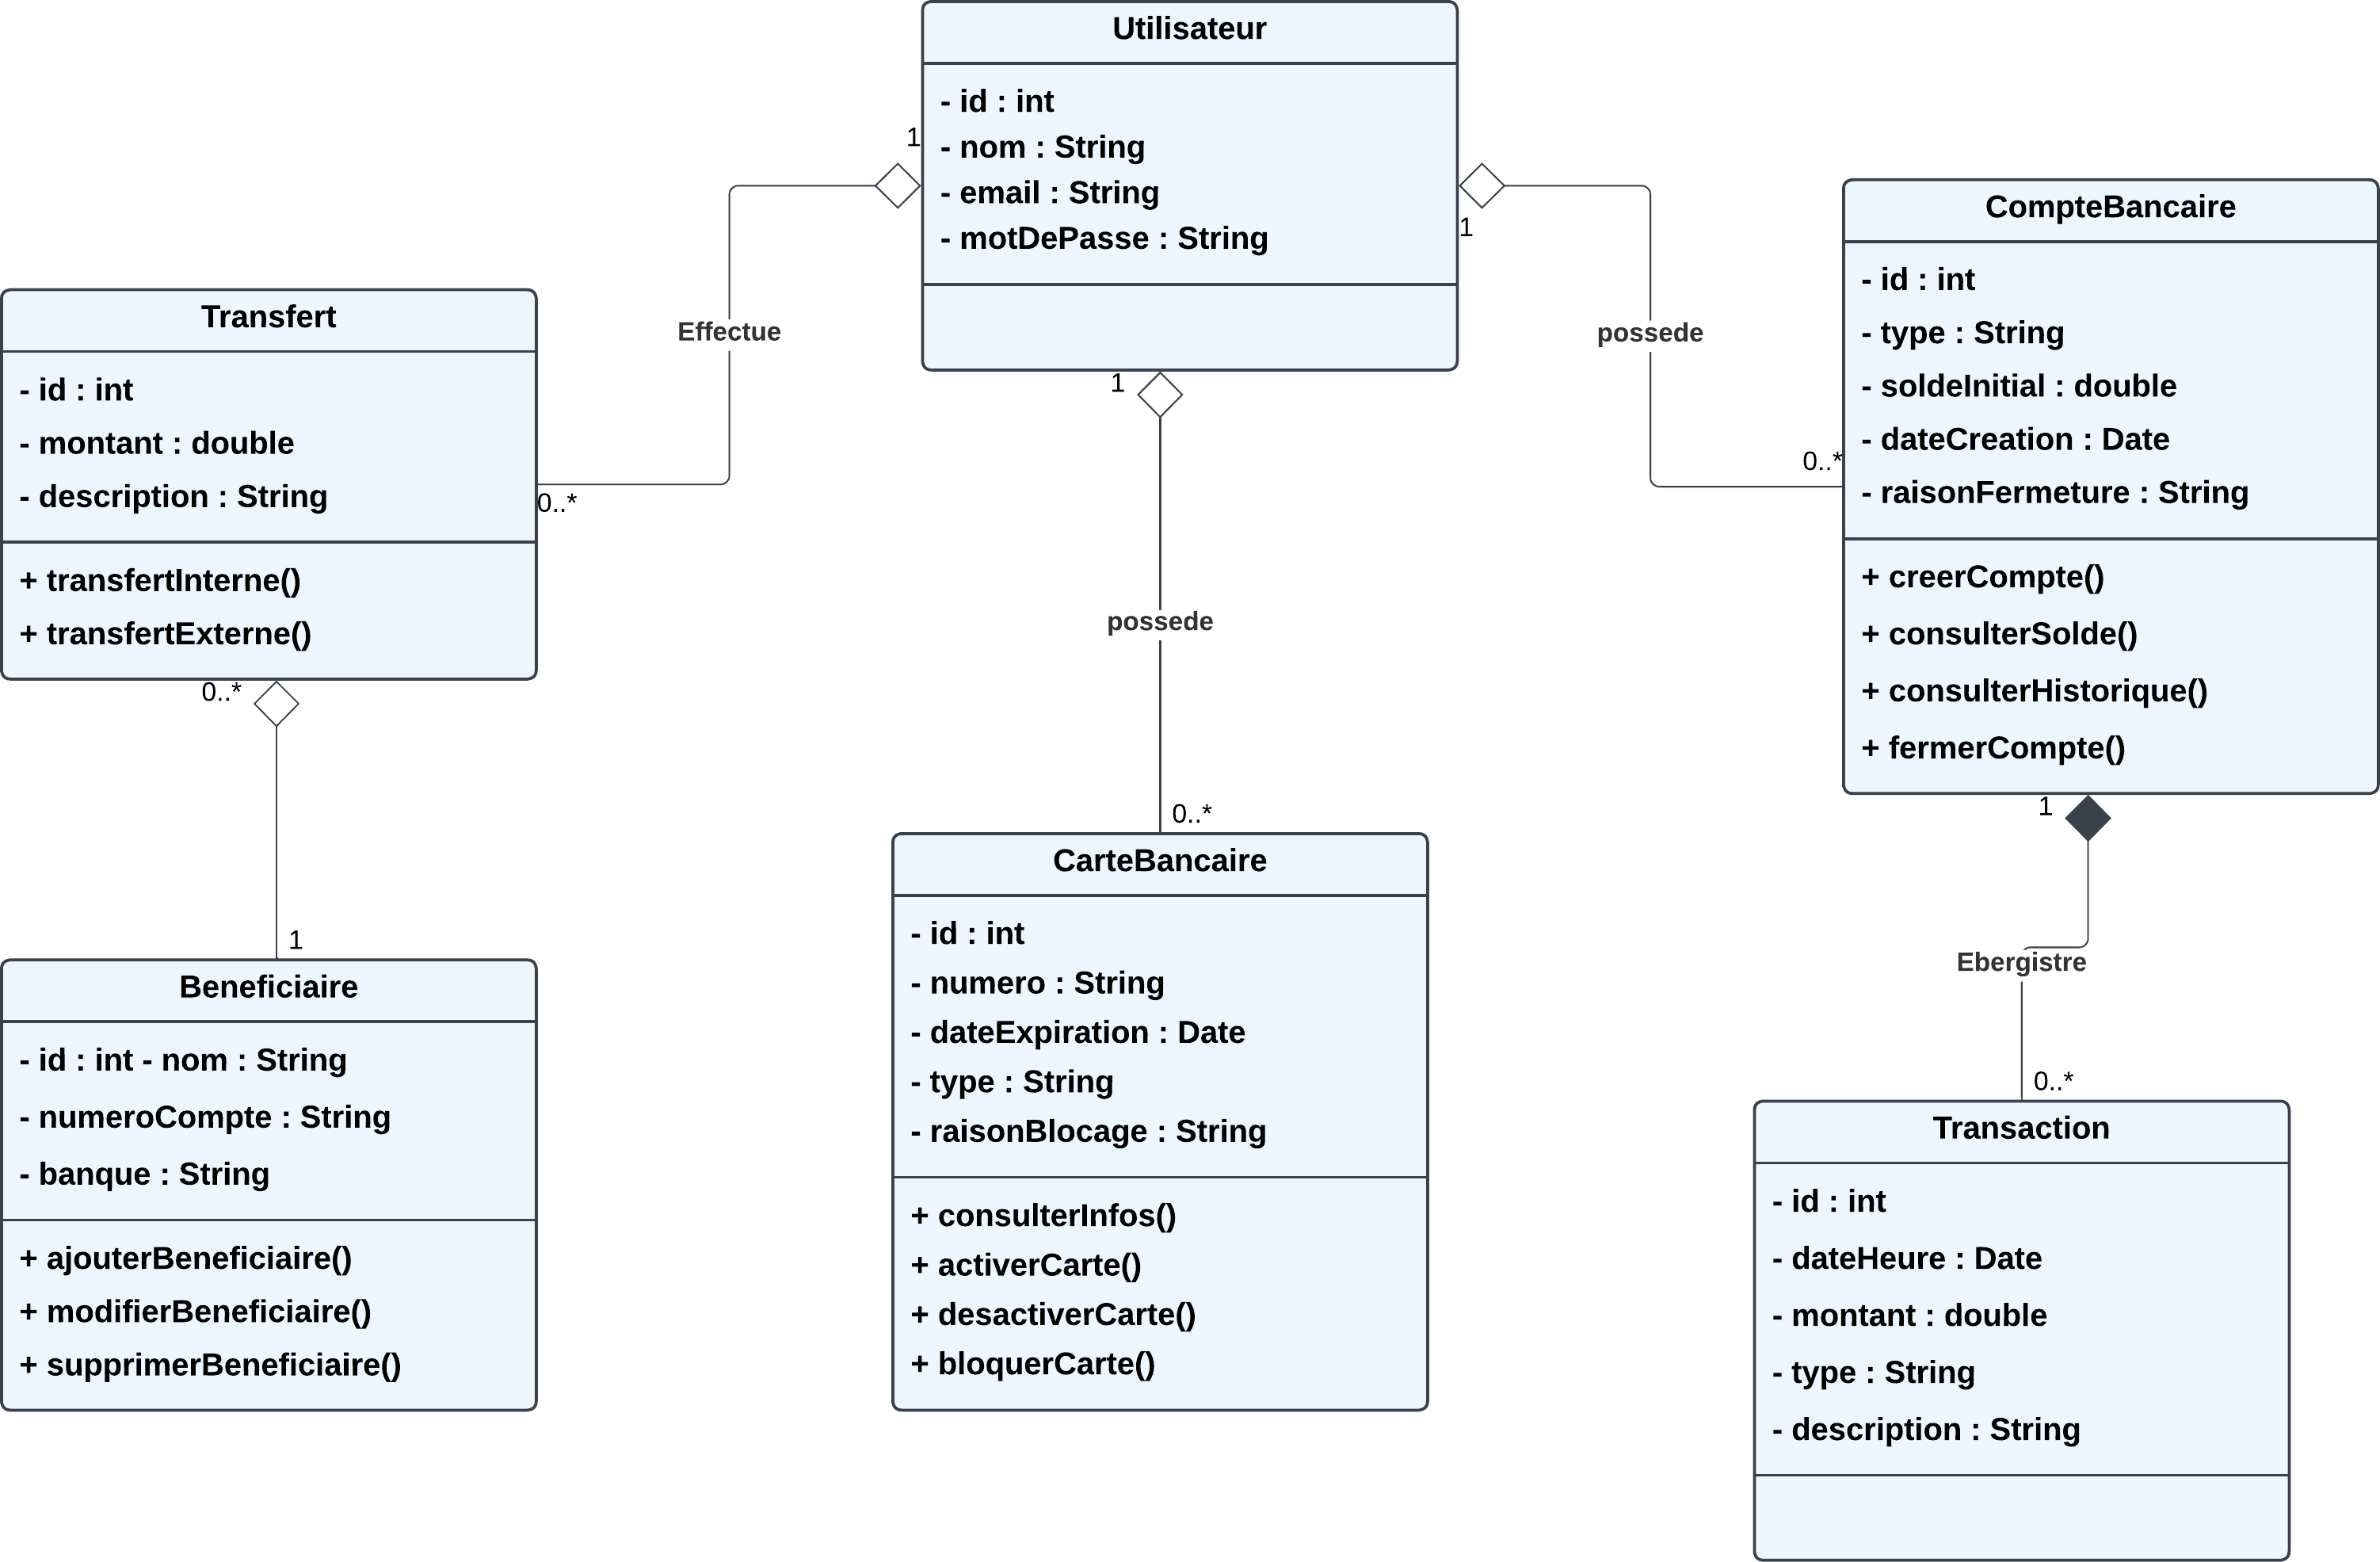 Utilisateur
- id : int
- nom : String
- email : String
- motDePasse : String
1
1
1
Effectue
0..*
possede
0..*
possede
0..*
Transfert
- id : int
- montant : double
- description : String
+ transfertInterne()
+ transfertExterne()
0..*
1
CompteBancaire
- id : int
- type : String
- soldeInitial : double
- dateCreation : Date
- raisonFermeture : String
+ creerCompte()
+ consulterSolde()
+ consulterHistorique()
+ fermerCompte()
1
Ebergistre
0..*
Beneficiaire
- id : int - nom : String
- numeroCompte : String
- banque : String
+ ajouterBeneficiaire()
+ modifierBeneficiaire()
+ supprimerBeneficiaire()
CarteBancaire
- id : int
- numero : String
- dateExpiration : Date
- type : String
- raisonBlocage : String
+ consulterInfos()
+ activerCarte()
+ desactiverCarte()
+ bloquerCarte()
Transaction
- id : int
- dateHeure : Date
- montant : double
- type : String
- description : String